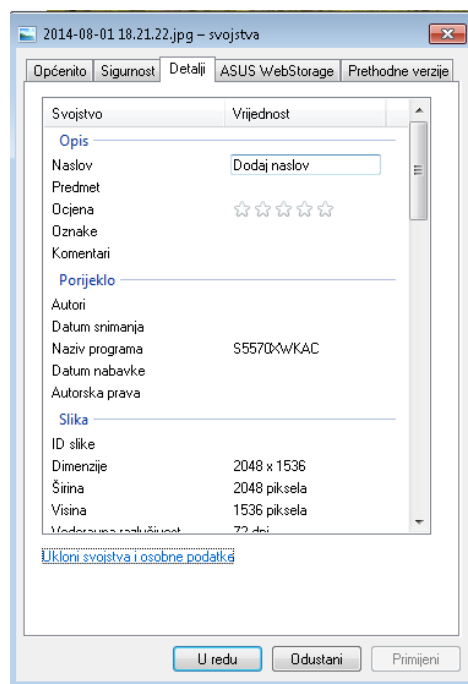 2014-08-01 18.21.22.jpg – svojstva
Općenito Sigurnost Detalji ASUS WebStorage Prethodne verzije
Svojstvo Vrijednost
Opis
Naslov Dodaj naslov
Predmet
Ocjena
Oznake
Komentari
Porijeklo
Autori
Datum snimanja
Naziv programa S5570XWKAC
Datum nabavke
Autorska prava
Slika
ID slike
Dimenzije 2048 x 1536
Širina 2048 piksela
Visina 1536 piksela
Vodoravna razlučivost 72 dpi
Ukloni svojstva i osobne podatke
U redu Odustani Primijeni